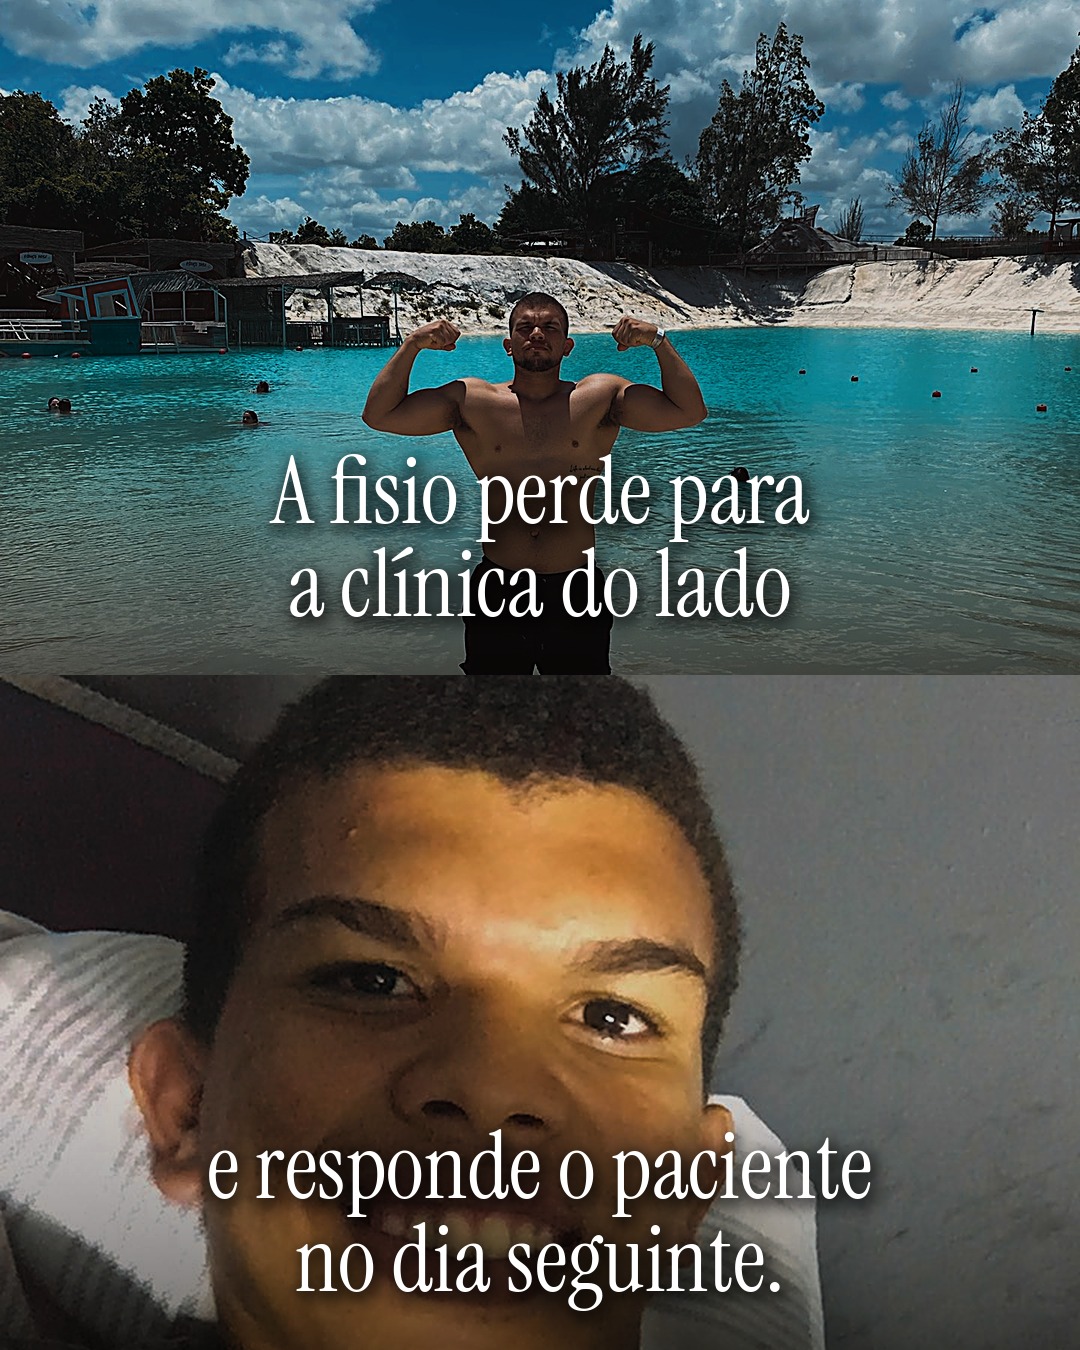 A fisio perde para
a clínica do lado
e responde o paciente
no dia seguinte.